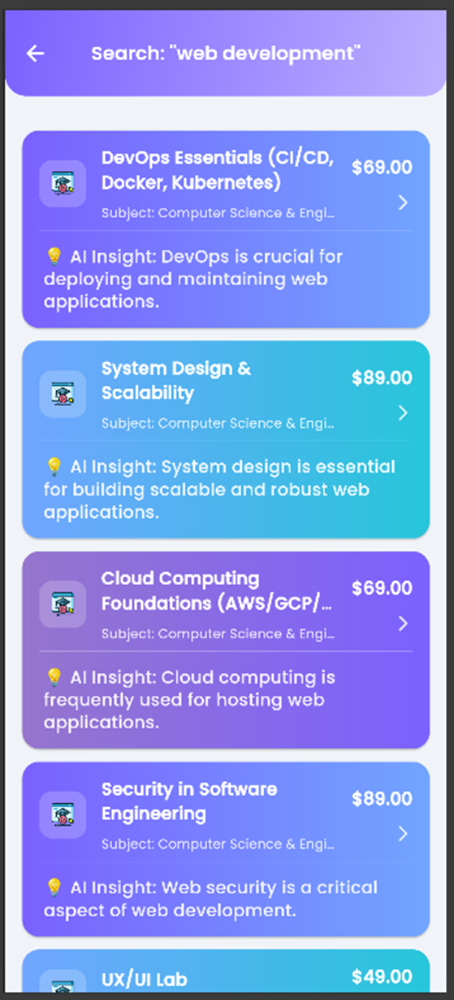 Search: "web development"
DevOps Essentials (CI/CD,
Docker, Kubernetes)
$69.00
Subject: Computer Science & Engi...
💡 AI Insight: DevOps is crucial for
deploying and maintaining web
applications.
System Design &
Scalability
$89.00
Subject: Computer Science & Engi...
💡 AI Insight: System design is essential
for building scalable and robust web
applications.
Cloud Computing
Foundations (AWS/GCP/...
$69.00
Subject: Computer Science & Engi...
💡 AI Insight: Cloud computing is
frequently used for hosting web
applications.
Security in Software
Engineering
$89.00
Subject: Computer Science & Engi...
💡 AI Insight: Web security is a critical
aspect of web development.
UX/UI Lab
$49.00